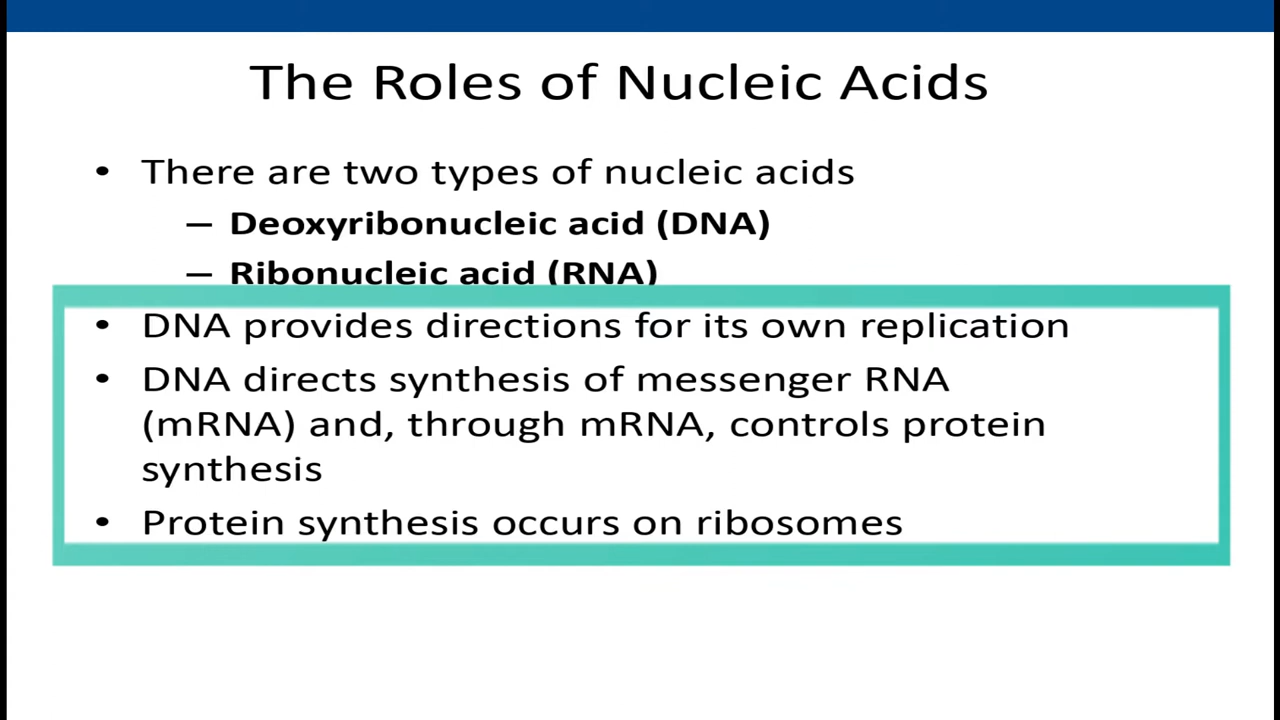 The Roles of Nucleic Acids
• There are two types of nucleic acids
– Deoxyribonucleic acid (DNA)
– Ribonucleic acid (RNA)
• DNA provides directions for its own replication
• DNA directs synthesis of messenger RNA
(mRNA) and, through mRNA, controls protein
synthesis
• Protein synthesis occurs on ribosomes